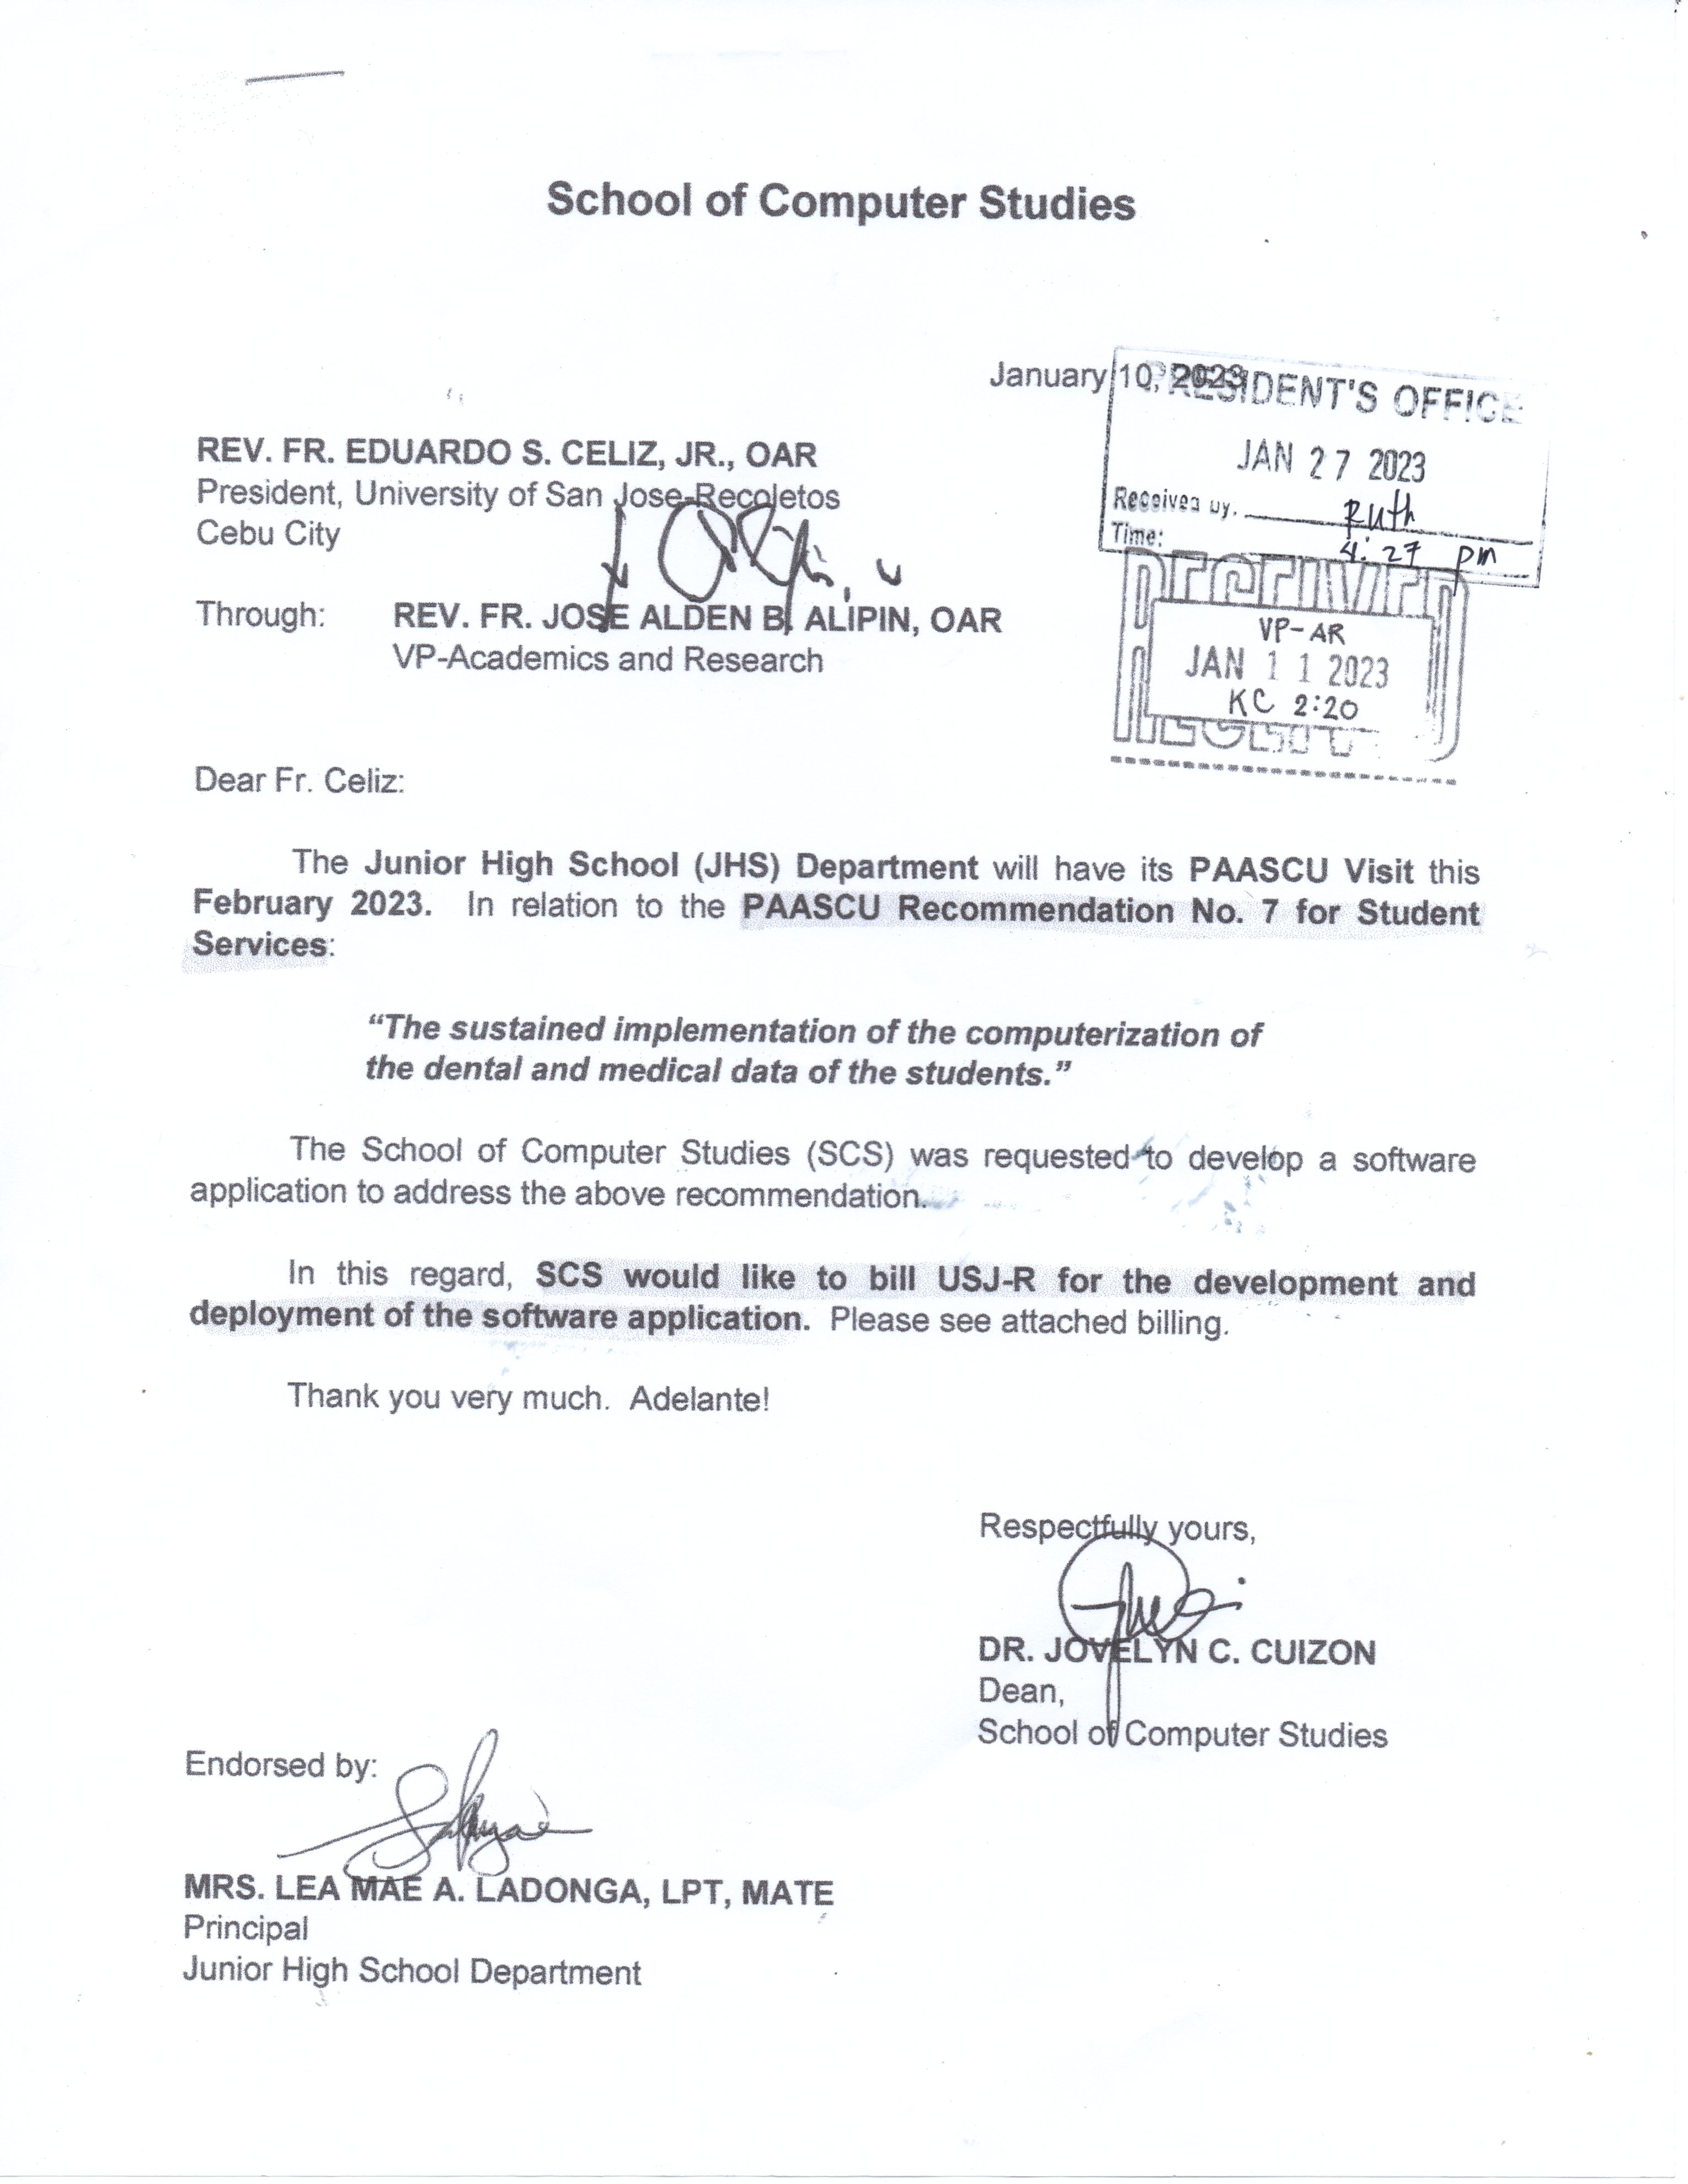 School of Computer Studies
January 10, 2023
PRESIDENT'S OFFICE
JAN 27 2023
Received by. Ruth
Time: 4:27 pm
REV. FR. EDUARDO S. CELIZ, JR., OAR
President, University of San Jose-Recoletos
Cebu City
RECEIVED
VP-AR
JAN 11 2023
KC 2:20
Through: REV. FR. JOSE ALDEN B. ALIPIN, OAR
VP-Academics and Research
Dear Fr. Celiz:
The Junior High School (JHS) Department will have its PAASCU Visit this
February 2023. In relation to the PAASCU Recommendation No. 7 for Student
Services:
“The sustained implementation of the computerization of
the dental and medical data of the students.”
The School of Computer Studies (SCS) was requested to develop a software
application to address the above recommendation.
In this regard, SCS would like to bill USJ-R for the development and
deployment of the software application. Please see attached billing.
Thank you very much. Adelante!
Respectfully yours,
DR. JOVELYN C. CUIZON
Dean,
School of Computer Studies
Endorsed by:
MRS. LEA MAE A. LADONGA, LPT, MATE
Principal
Junior High School Department